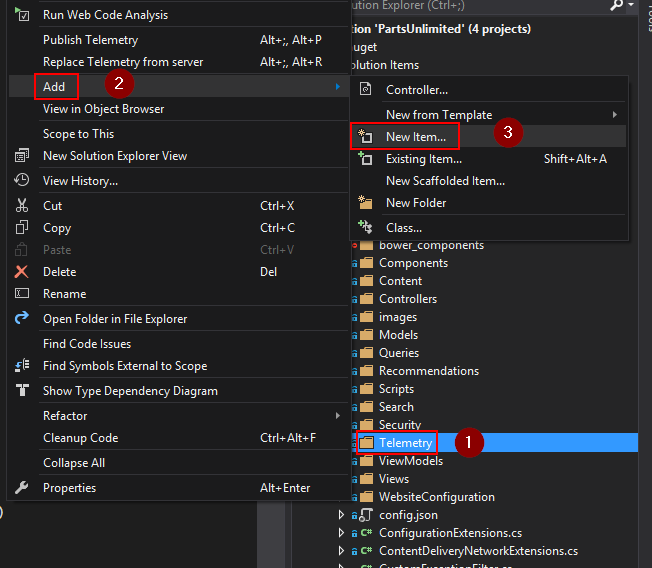 Run Web Code Analysis
Publish Telemetry Alt+;, Alt+P
Replace Telemetry from server Alt+;, Alt+R
Add 2
View in Object Browser
Scope to This
New Solution Explorer View
View History...
Cut Ctrl+X
Copy Ctrl+C
Paste Ctrl+V
Delete Del
Rename
Open Folder in File Explorer
Find Code Issues
Find Symbols External to Scope
Show Type Dependency Diagram
Refactor
Cleanup Code Ctrl+Alt+F
Collapse All
Properties Alt+Enter
)
Explorer (Ctrl+;)
'PartsUnlimited' (4 projects)
Items
Controller...
New from Template
New Item... 3
Existing Item... Shift+Alt+A
New Scaffolded Item...
New Folder
Class...
bower_components
Components
Content
Controllers
images
Models
Queries
Recommendations
Scripts
Search
Security
Telemetry 1
ViewModels
Views
WebsiteConfiguration
config.json
C# ConfigurationExtensions.cs
C# ContentDeliveryNetworkExtensions.cs
C# CustomExceptionFilter.cs